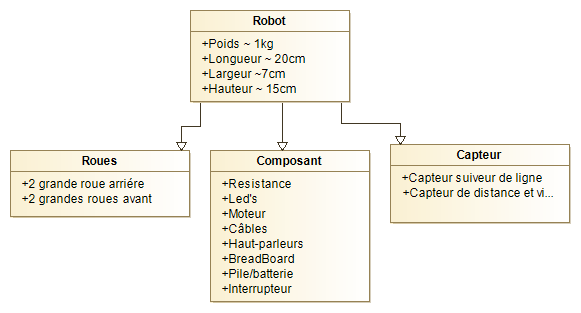 Robot
+Poids ~ 1kg
+Longueur ~ 20cm
+Largeur ~7cm
+Hauteur ~ 15cm
Roues
+2 grande roue arriére
+2 grandes roues avant
Composant
+Resistance
+Led's
+Moteur
+Câbles
+Haut-parleurs
+BreadBoard
+Pile/batterie
+Interrupteur
Capteur
+Capteur suiveur de ligne
+Capteur de distance et vi...